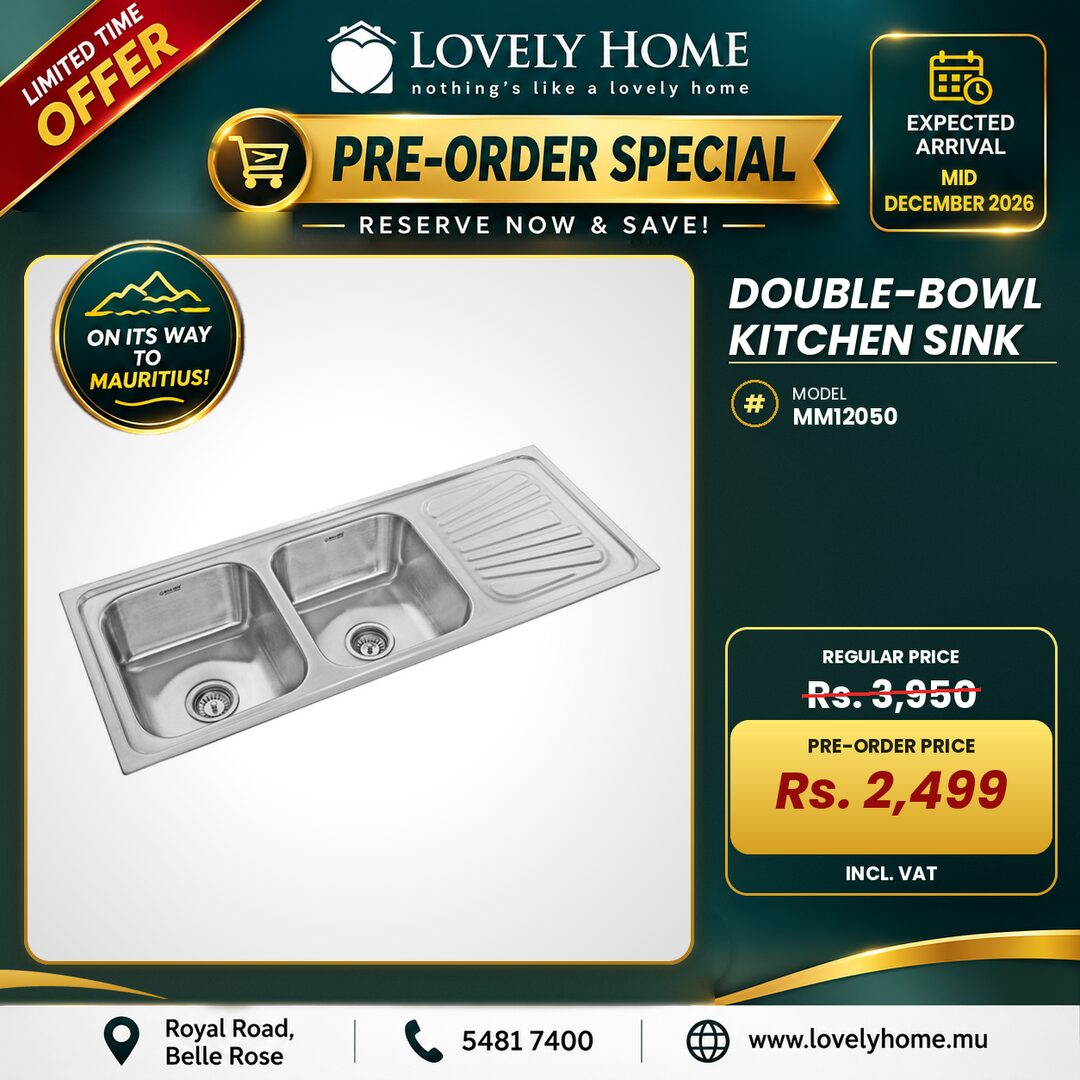 LIMITED TIME
OFFER
LOVELY HOME
nothing's like a lovely home
PRE-ORDER SPECIAL
RESERVE NOW & SAVE!
EXPECTED
ARRIVAL
MID
DECEMBER 2026
ON ITS WAY
TO
MAURITIUS!
DOUBLE-BOWL
KITCHEN SINK
#
MODEL
MM12050
REGULAR PRICE
Rs. 3,950
PRE-ORDER PRICE
Rs. 2,499
INCL. VAT
Royal Road,
Belle Rose
5481 7400
www.lovelyhome.mu